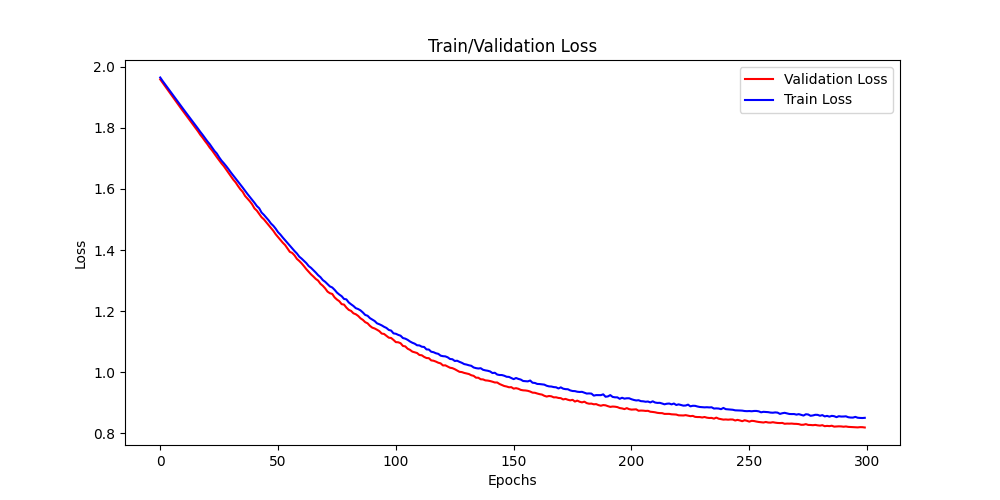 Train/Validation Loss
Validation Loss
Train Loss
Loss
2.0
1.8
1.6
1.4
1.2
1.0
0.8
0 50 100 150 200 250 300
Epochs